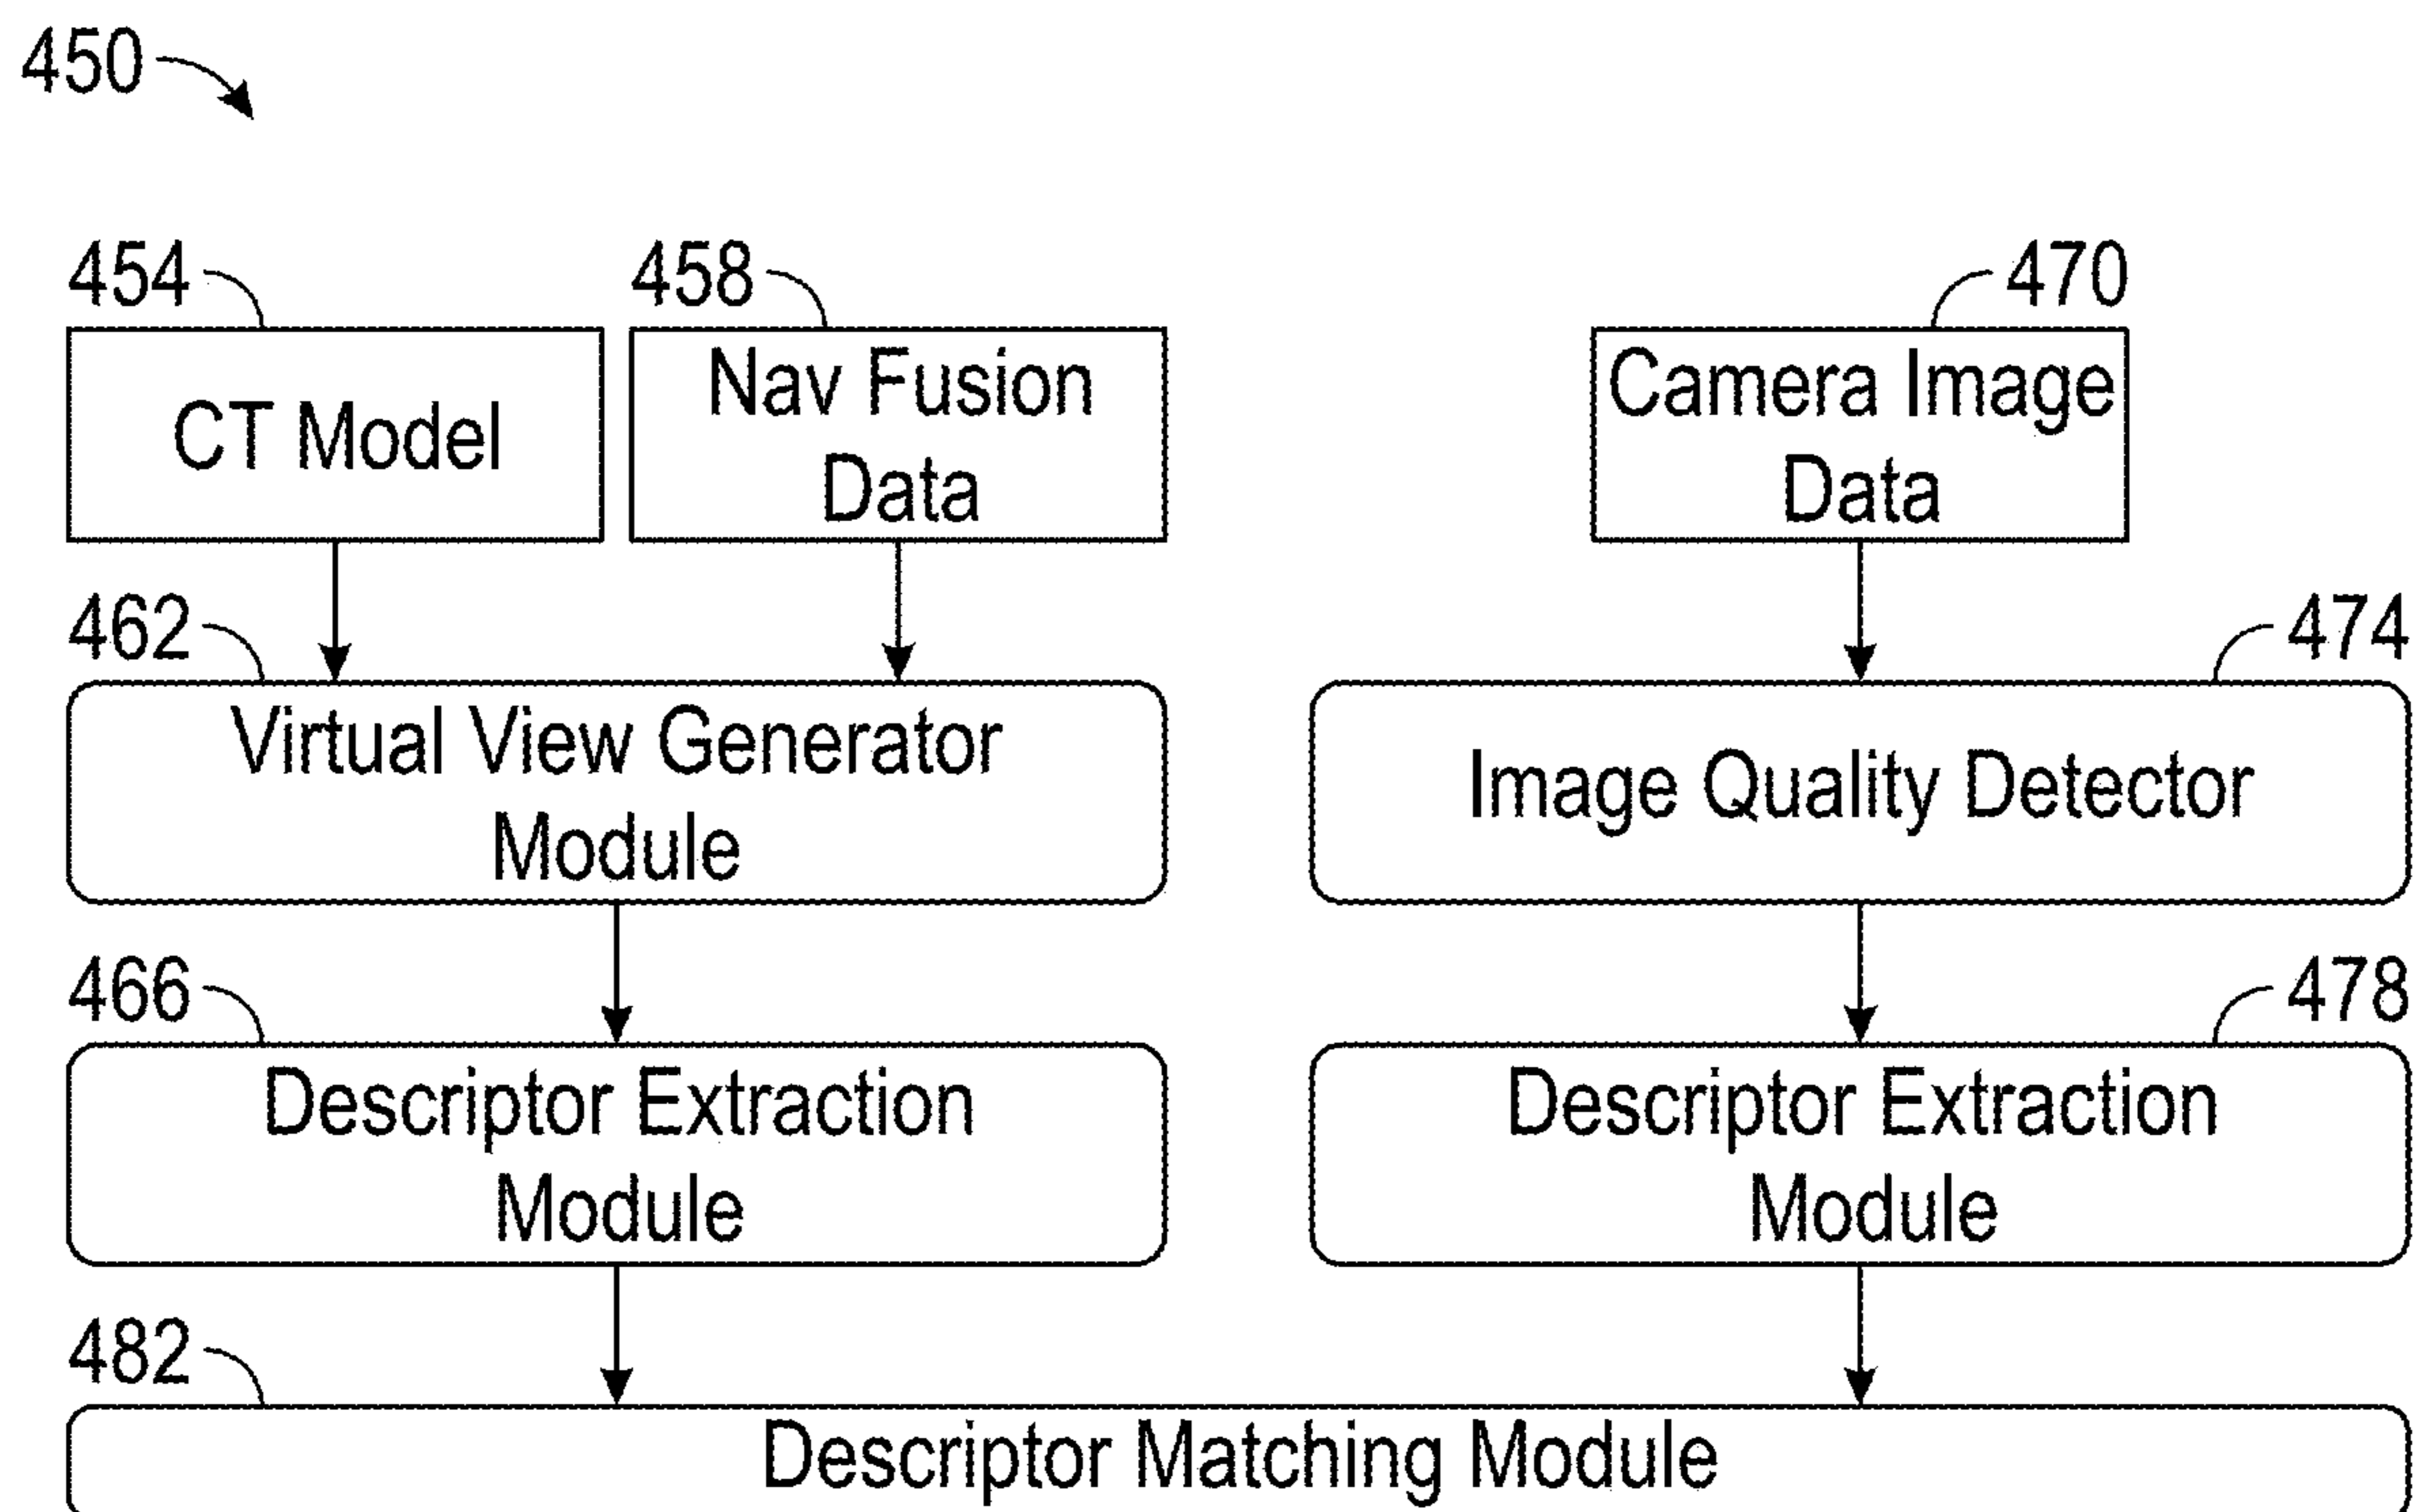 450
454
458
470
CT Model
Nav Fusion
Data
Camera Image
Data
462
474
Virtual View Generator
Module
Image Quality Detector
466
478
Descriptor Extraction
Module
Descriptor Extraction
Module
482
Descriptor Matching Module